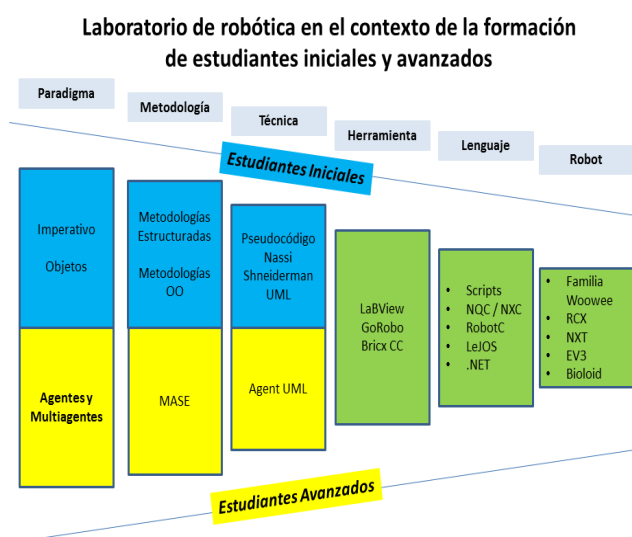 Laboratorio de robótica en el contexto de la formación
de estudiantes iniciales y avanzados
Paradigma
Metodología
Técnica
Herramienta
Lenguaje
Robot
Estudiantes Iniciales
Imperativo
Objetos
Metodologías
Estructuradas
Metodologías
OO
Pseudocódigo
Nassi
Shneiderman
UML
Agentes y
Multiagentes
MASE
Agent UML
LaBView
GoRobo
Bricx CC
• Scripts
• NQC / NXC
• RobotC
• LeJOS
• .NET
• Familia
Woowee
• RCX
• NXT
• EV3
• Bioloid
Estudiantes Avanzados